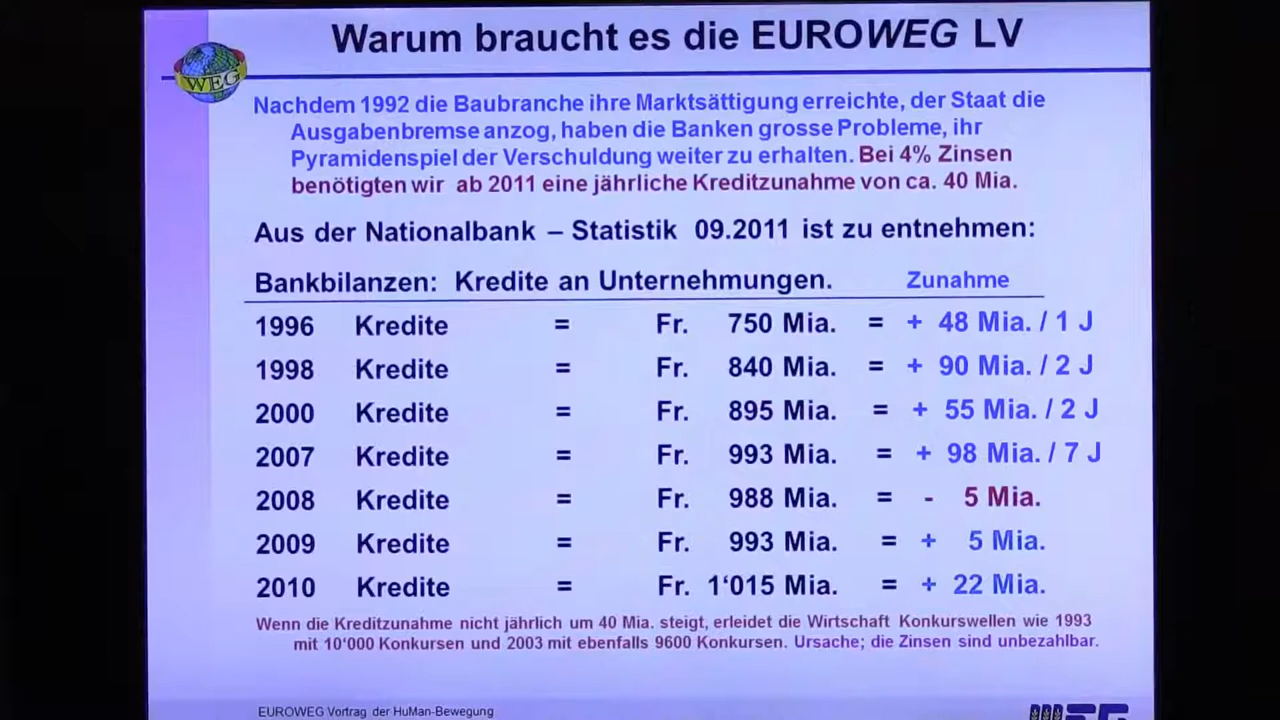 Warum braucht es die EUROWEG LV
WEG
Nachdem 1992 die Baubranche ihre Marktsättigung erreichte, der Staat die
Ausgabenbremse anzog, haben die Banken grosse Probleme, ihr
Pyramidenspiel der Verschuldung weiter zu erhalten. Bei 4% Zinsen
benötigten wir ab 2011 eine jährliche Kreditzunahme von ca. 40 Mia.
Aus der Nationalbank – Statistik 09.2011 ist zu entnehmen:
Bankbilanzen: Kredite an Unternehmungen. Zunahme
1996 Kredite = Fr. 750 Mia. = + 48 Mia. / 1 J
1998 Kredite = Fr. 840 Mia. = + 90 Mia. / 2 J
2000 Kredite = Fr. 895 Mia. = + 55 Mia. / 2 J
2007 Kredite = Fr. 993 Mia. = + 98 Mia. / 7 J
2008 Kredite = Fr. 988 Mia. = - 5 Mia.
2009 Kredite = Fr. 993 Mia. = + 5 Mia.
2010 Kredite = Fr. 1‘015 Mia. = + 22 Mia.
Wenn die Kreditzunahme nicht jährlich um 40 Mia. steigt, erleidet die Wirtschaft Konkurswellen wie 1993
mit 10‘000 Konkursen und 2003 mit ebenfalls 9600 Konkursen. Ursache; die Zinsen sind unbezahlbar.
EUROWEG Vortrag der HuMan-Bewegung